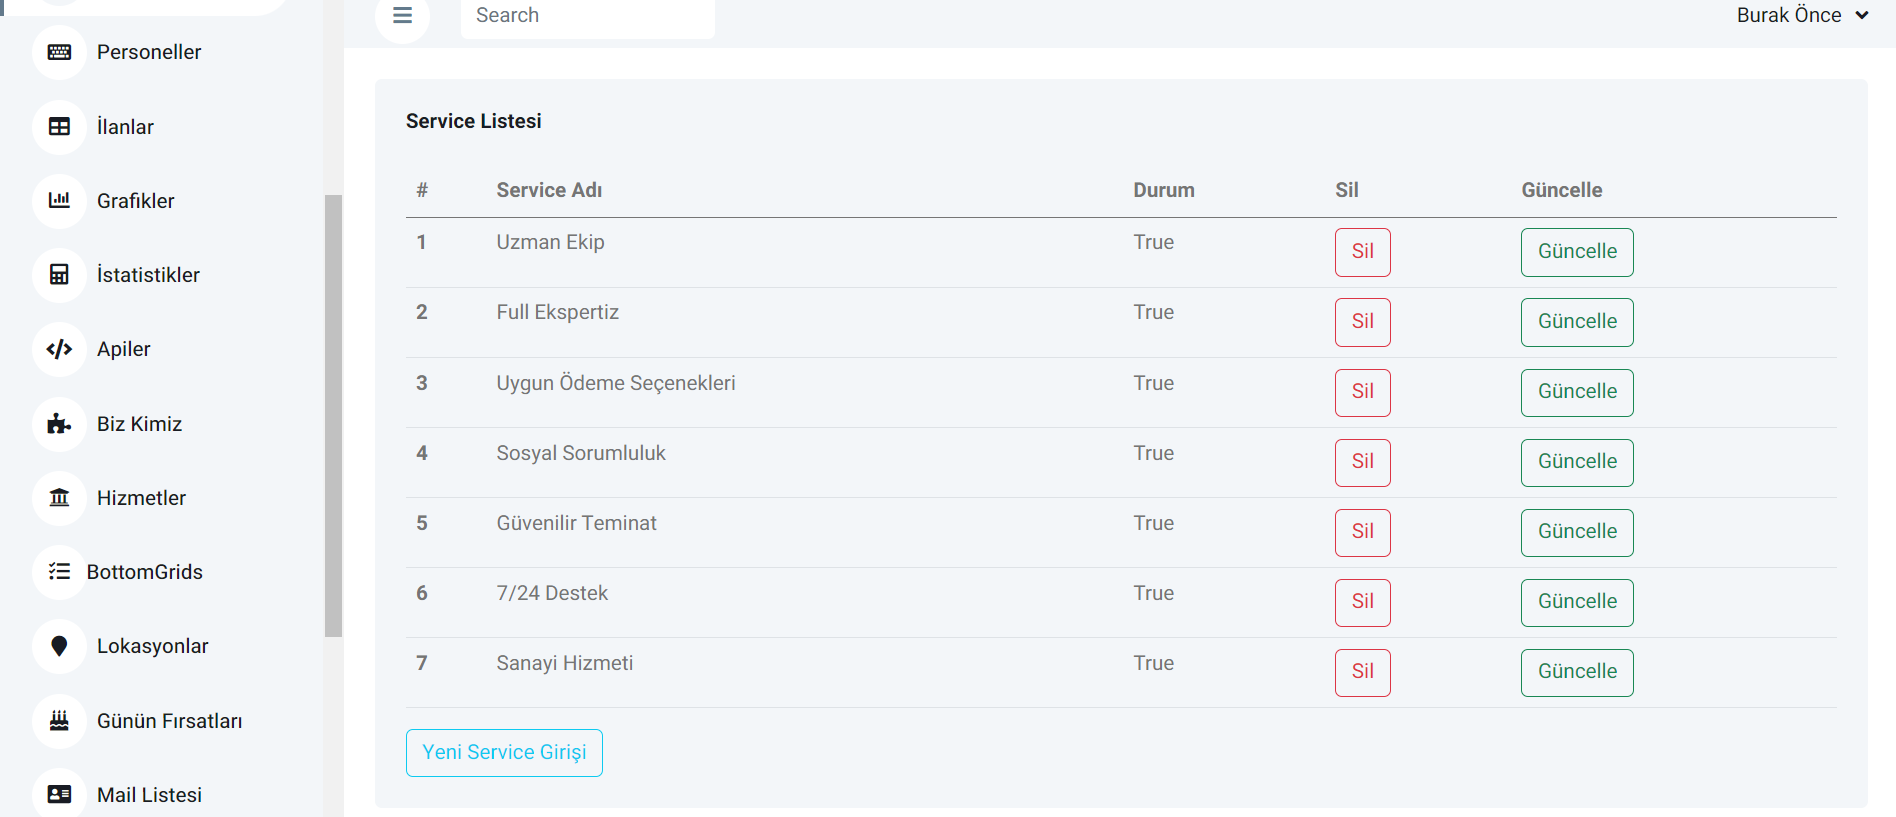 Search
Burak Önce
Personeller
İlanlar
Grafikler
İstatistikler
Apiler
Biz Kimiz
Hizmetler
BottomGrids
Lokasyonlar
Günün Fırsatları
Mail Listesi
Service Listesi
# Service Adı Durum Sil Güncelle
1 Uzman Ekip True Sil Güncelle
2 Full Ekspertiz True Sil Güncelle
3 Uygun Ödeme Seçenekleri True Sil Güncelle
4 Sosyal Sorumluluk True Sil Güncelle
5 Güvenilir Teminat True Sil Güncelle
6 7/24 Destek True Sil Güncelle
7 Sanayi Hizmeti True Sil Güncelle
Yeni Service Girişi